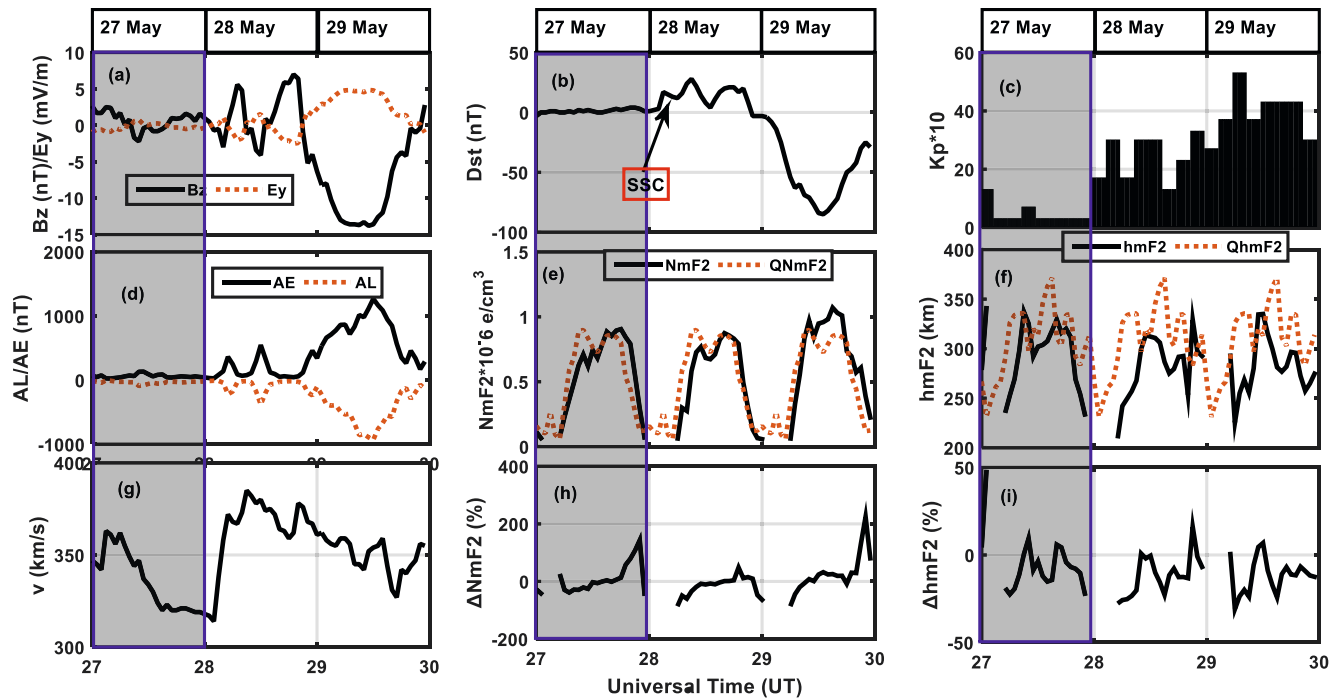 27 May 28 May 29 May
27 May 28 May 29 May
27 May 28 May 29 May
10
5
0
-5
-10
-15
Bz (nT)/Ey (mV/m)
(a)
Bz Ey
50
0
-50
-100
Dst (nT)
(b)
SSC
60
40
20
0
Kp*10
(c)
2000
1000
0
-1000
AL/AE (nT)
(d)
AE AL
27 28 29 30
1.5
1
0.5
0
NmF2*10^6 e/cm3
(e)
NmF2 QNmF2
400
350
300
250
200
hmF2 (km)
(f)
hmF2 QhmF2
400
350
300
v (km/s)
(g)
27 28 29 30
400
200
0
-200
ΔNmF2 (%)
(h)
27 28 29 30
Universal Time (UT)
50
0
-50
ΔhmF2 (%)
(i)
27 28 29 30